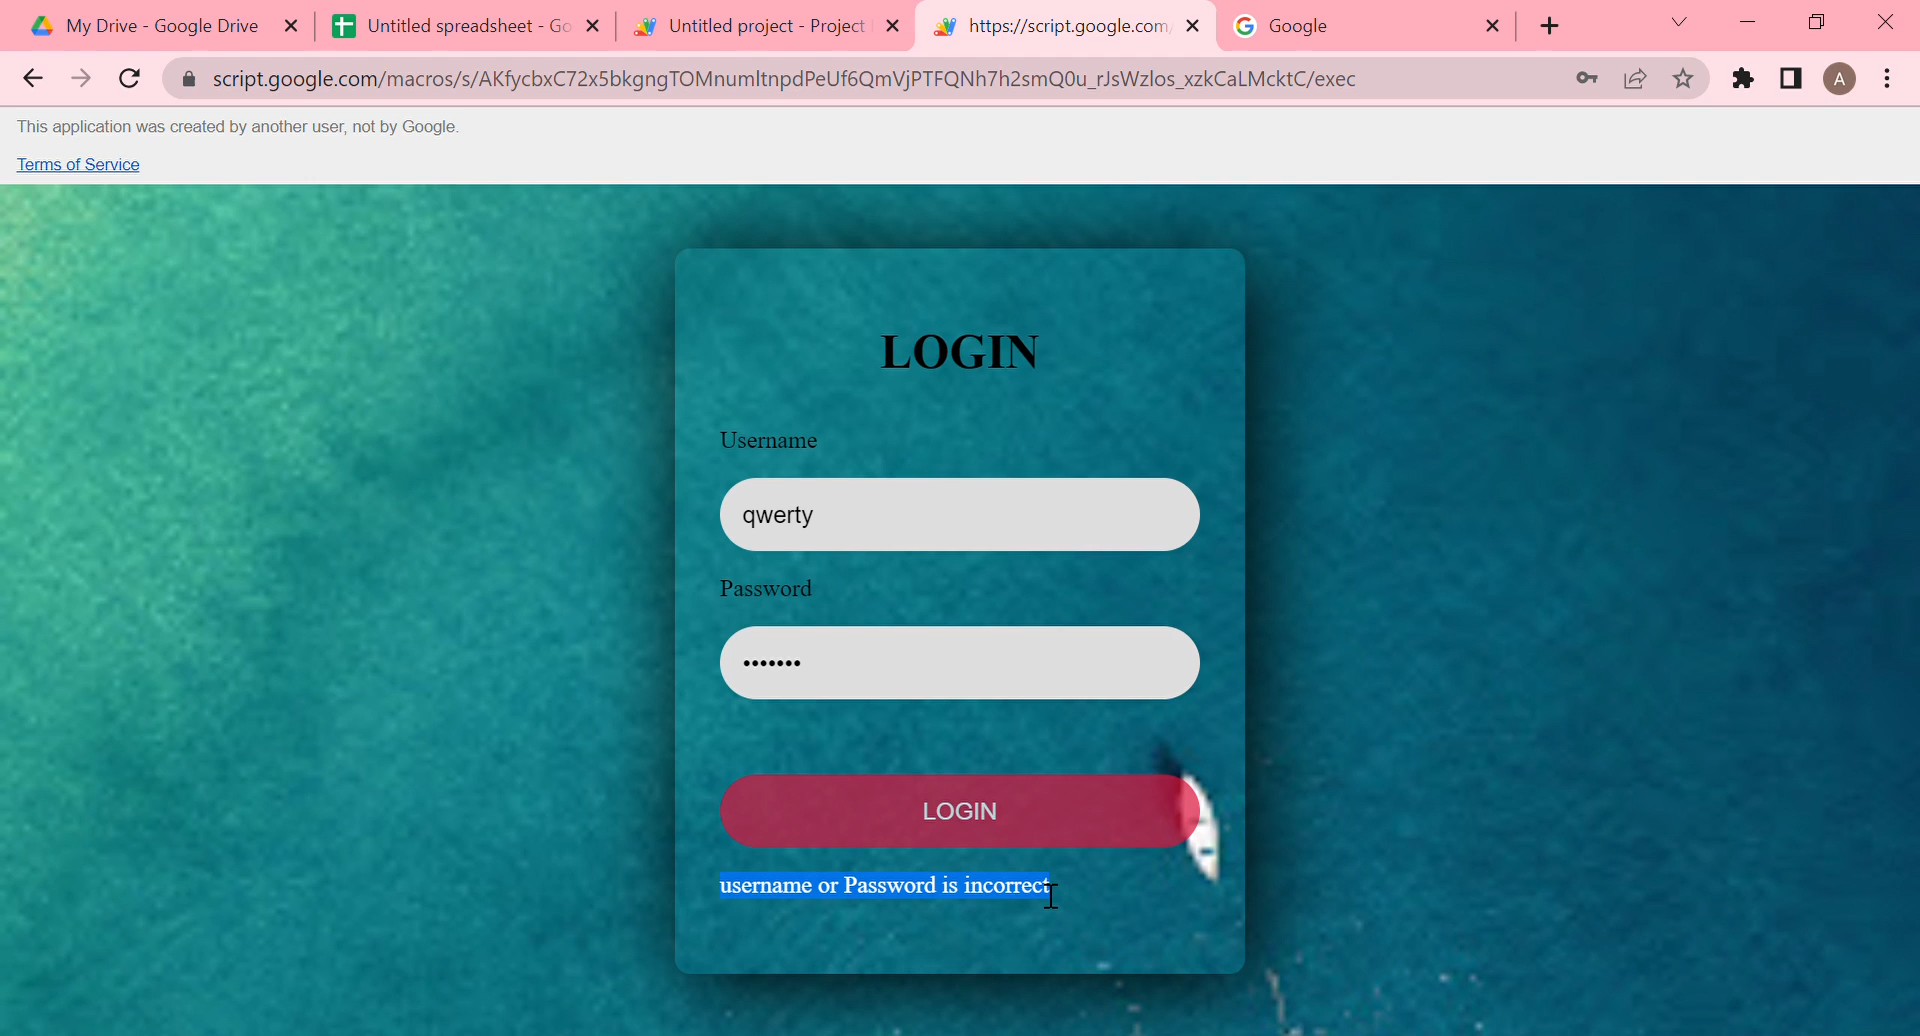 My Drive - Google Drive
Untitled spreadsheet - Go
Untitled project - Project
https://script.google.com/
Google
script.google.com/macros/s/AKfycbxC72x5bkgngTOMnumltnpdPeUf6QmVjPTFQNh7h2smQ0u_rJsWzlos_xzkCaLMcktC/exec
A
This application was created by another user, not by Google.
Terms of Service
LOGIN
Username
qwerty
Password
•••••••
LOGIN
username or Password is incorrect